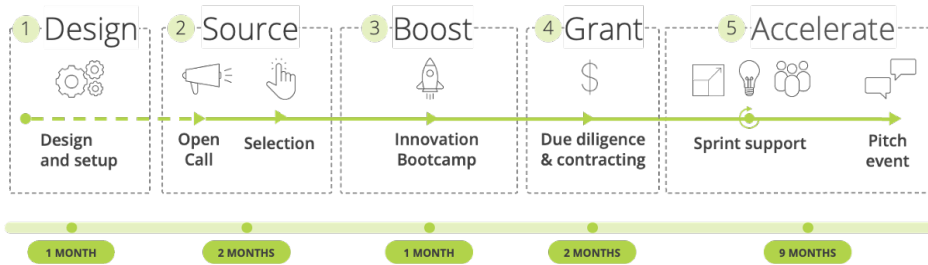 1 Design
2 Source
3 Boost
4 Grant
5 Accelerate
$
Design
and setup
Open
Call
Selection
Innovation
Bootcamp
Due diligence
& contracting
Sprint support
Pitch
event
1 MONTH
2 MONTHS
1 MONTH
2 MONTHS
9 MONTHS